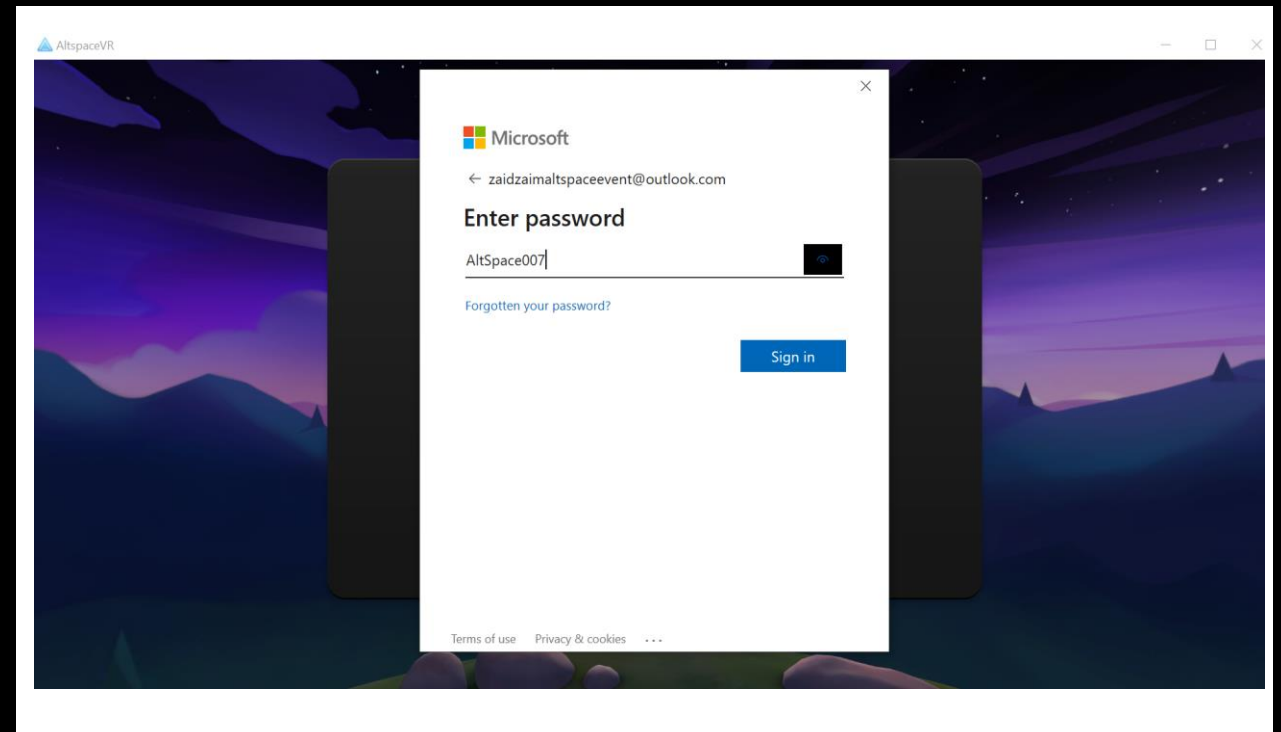 AltspaceVR
Microsoft
← zaidzaimaltspaceevent@outlook.com
Enter password
AltSpace007
Forgotten your password?
Sign in
Terms of use Privacy & cookies ...